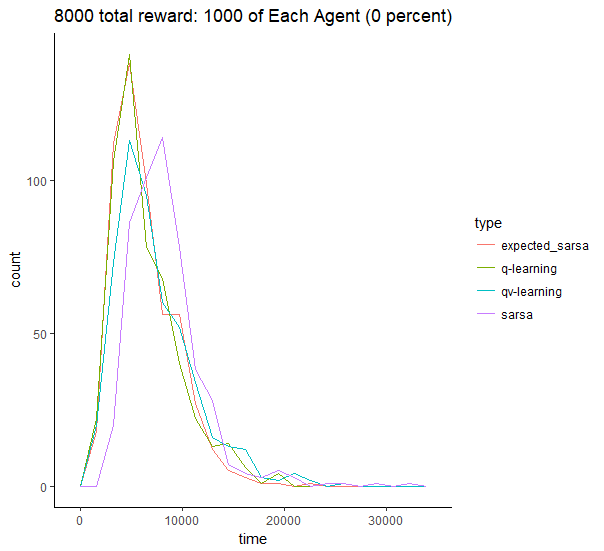 8000 total reward: 1000 of Each Agent (0 percent)
count
100
50
0
0
10000
20000
30000
time
type
expected_sarsa
q-learning
qv-learning
sarsa